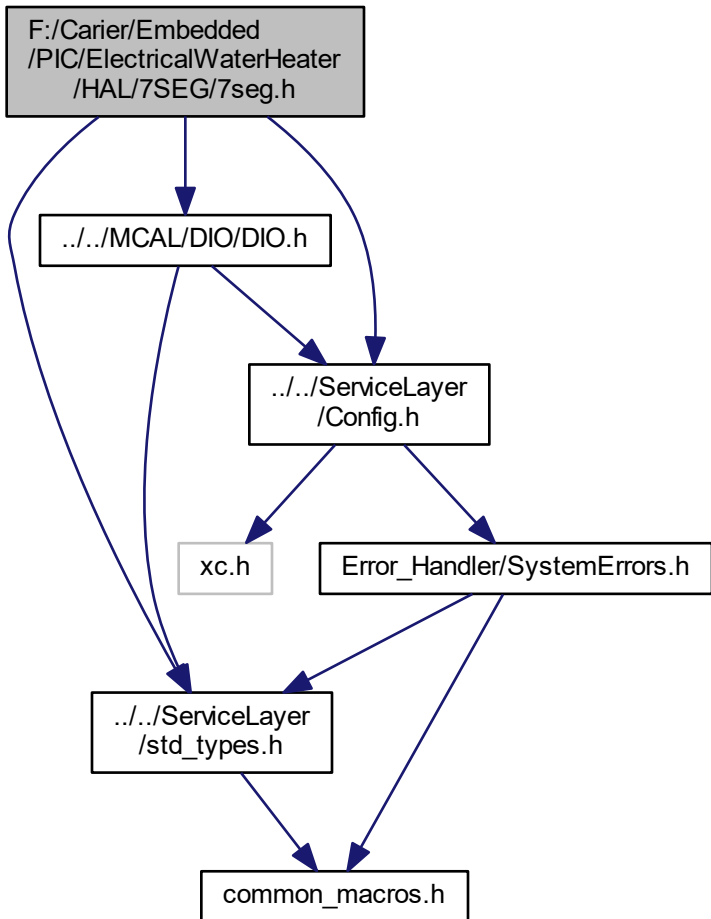 F:/Carier/Embedded
/PIC/ElectricalWaterHeater
/HAL/7SEG/7seg.h
../../MCAL/DIO/DIO.h
../../ServiceLayer
/Config.h
xc.h
Error_Handler/SystemErrors.h
../../ServiceLayer
/std_types.h
common_macros.h